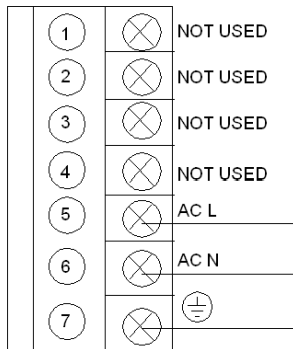 1 NOT USED
2 NOT USED
3 NOT USED
4 NOT USED
5 AC L
6 AC N
7